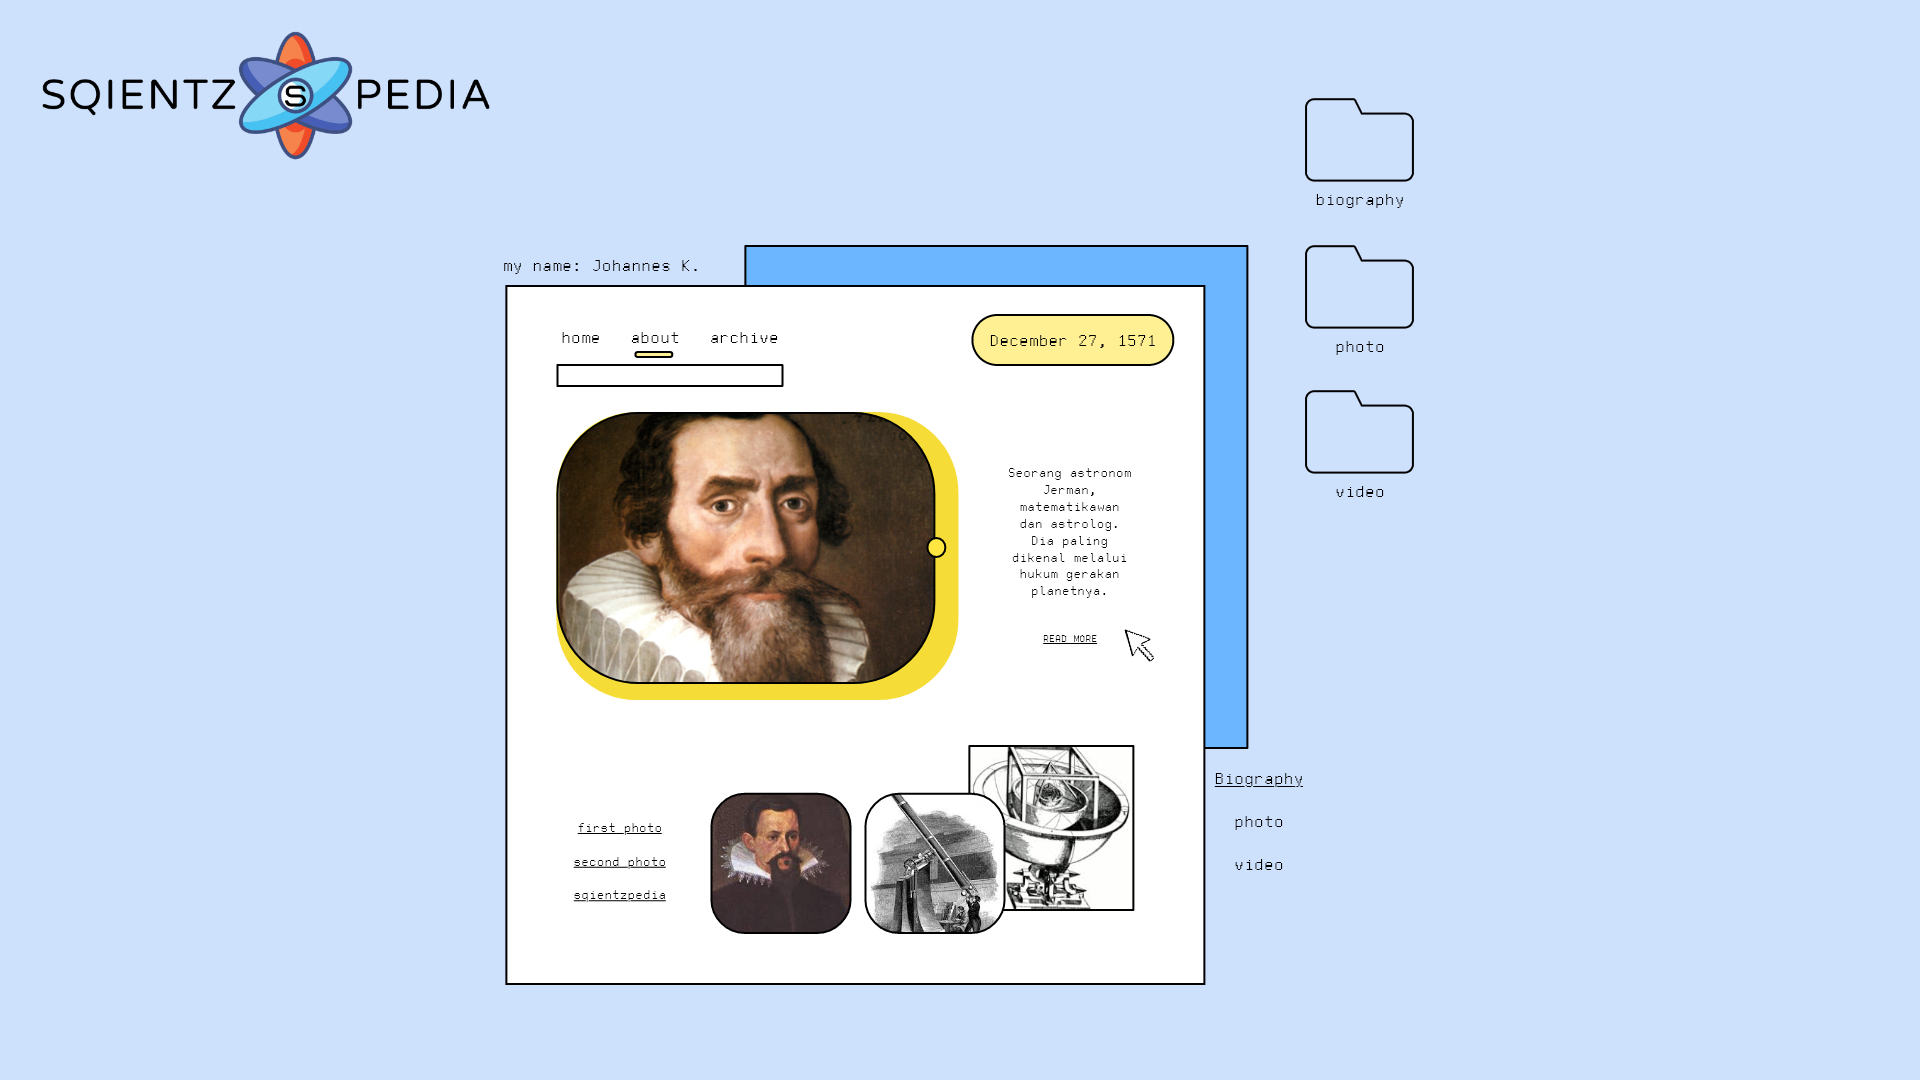 SQIENTZ S PEDIA
biography
my name: Johannes K.
photo
home about archive
December 27, 1571
video
Seorang astronom
Jerman,
matematikawan
dan astrolog.
Dia paling
dikenal melalui
hukum gerakan
planetnya.
READ MORE
Biography
photo
video
first photo
second photo
sqientzpedia